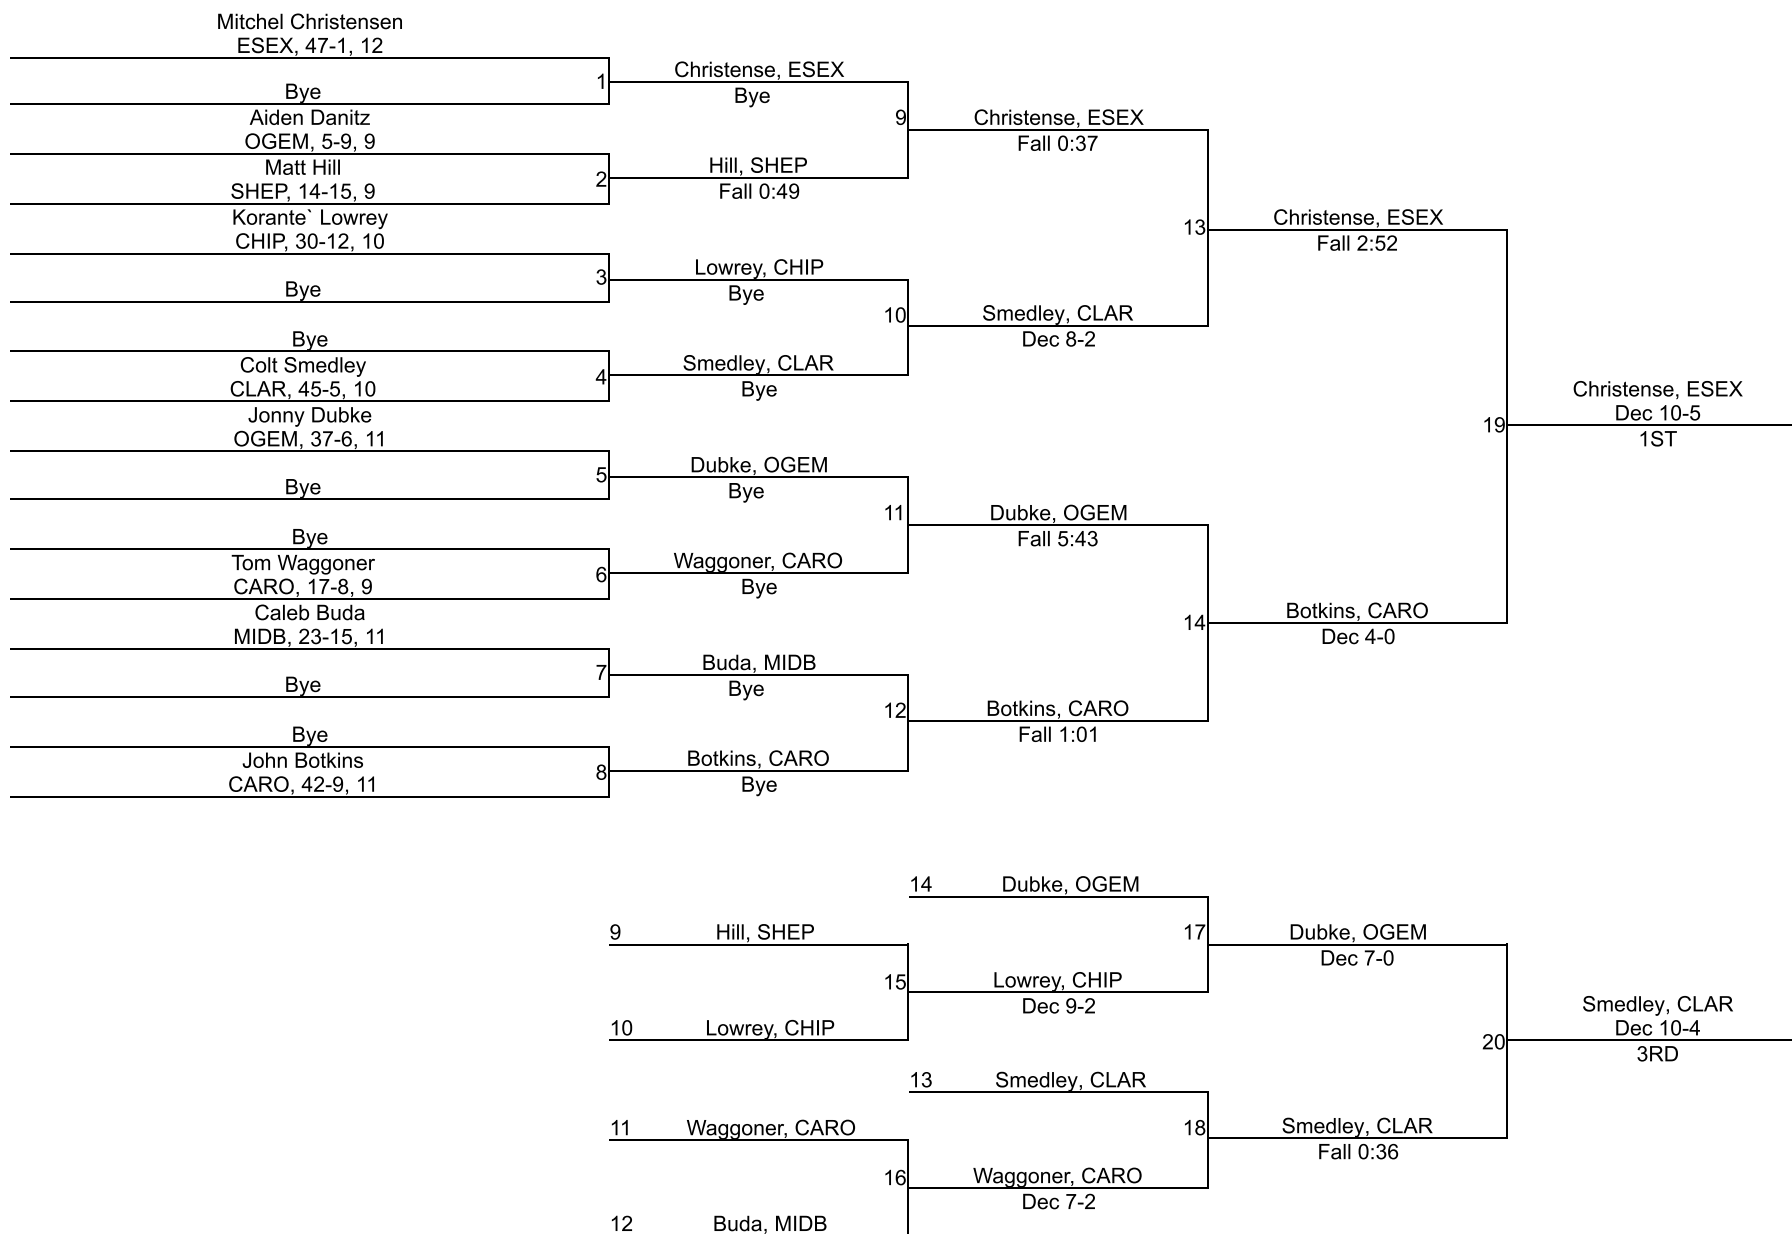 Mitchel Christensen
ESEX, 47-1, 12
Bye
1
Aiden Danitz
OGEM, 5-9, 9
Matt Hill
SHEP, 14-15, 9
2
Korante` Lowrey
CHIP, 30-12, 10
Bye
3
Bye
Colt Smedley
CLAR, 45-5, 10
4
Jonny Dubke
OGEM, 37-6, 11
Bye
5
Bye
Tom Waggoner
CARO, 17-8, 9
6
Caleb Buda
MIDB, 23-15, 11
Bye
7
Bye
John Botkins
CARO, 42-9, 11
8
Christense, ESEX
Bye
9
Hill, SHEP
Fall 0:49
Lowrey, CHIP
Bye
10
Smedley, CLAR
Bye
Dubke, OGEM
Bye
11
Waggoner, CARO
Bye
Buda, MIDB
Bye
12
Botkins, CARO
Bye
Christense, ESEX
Fall 0:37
13
Smedley, CLAR
Dec 8-2
Dubke, OGEM
Fall 5:43
14
Botkins, CARO
Fall 1:01
Christense, ESEX
Fall 2:52
19
Botkins, CARO
Dec 4-0
Christense, ESEX
Dec 10-5
1ST
14 Dubke, OGEM
9 Hill, SHEP
17
Dubke, OGEM
Dec 7-0
15
Lowrey, CHIP
Dec 9-2
10 Lowrey, CHIP
Smedley, CLAR
Dec 10-4
20
3RD
13 Smedley, CLAR
11 Waggoner, CARO
18
Smedley, CLAR
Fall 0:36
16
Waggoner, CARO
Dec 7-2
12 Buda, MIDB